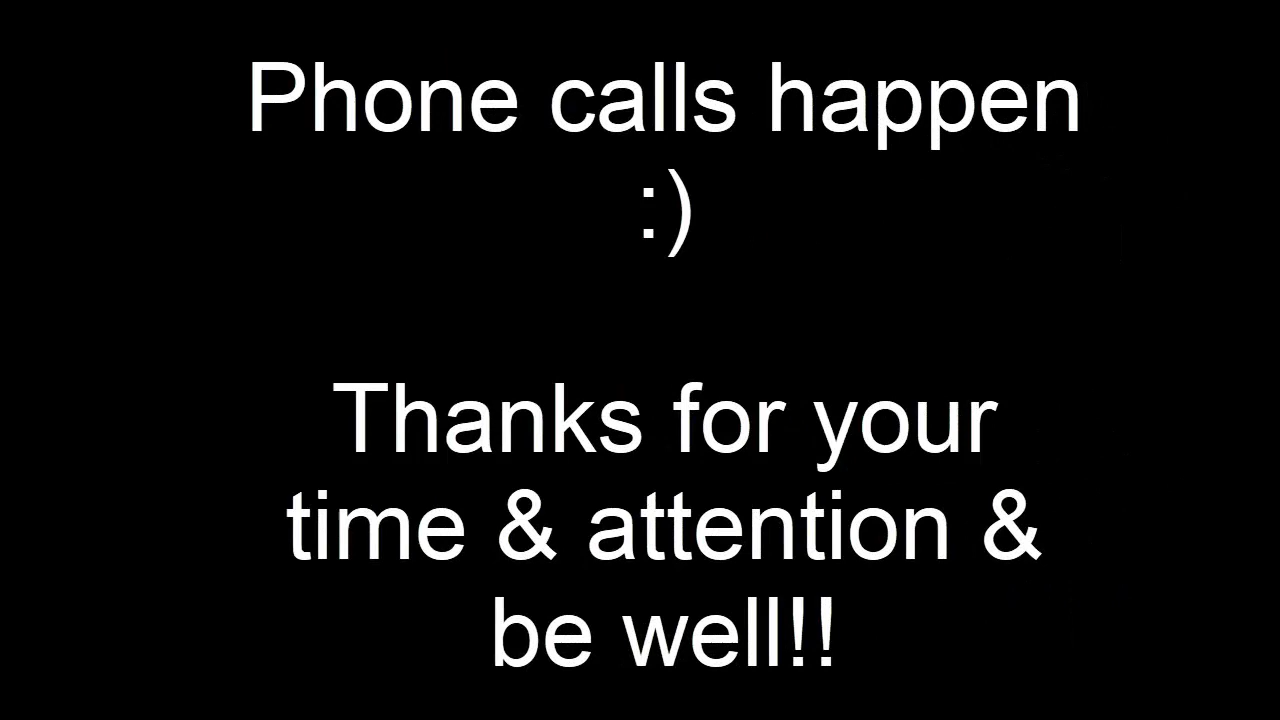 Phone calls happen
:)
Thanks for your
time & attention &
be well!!